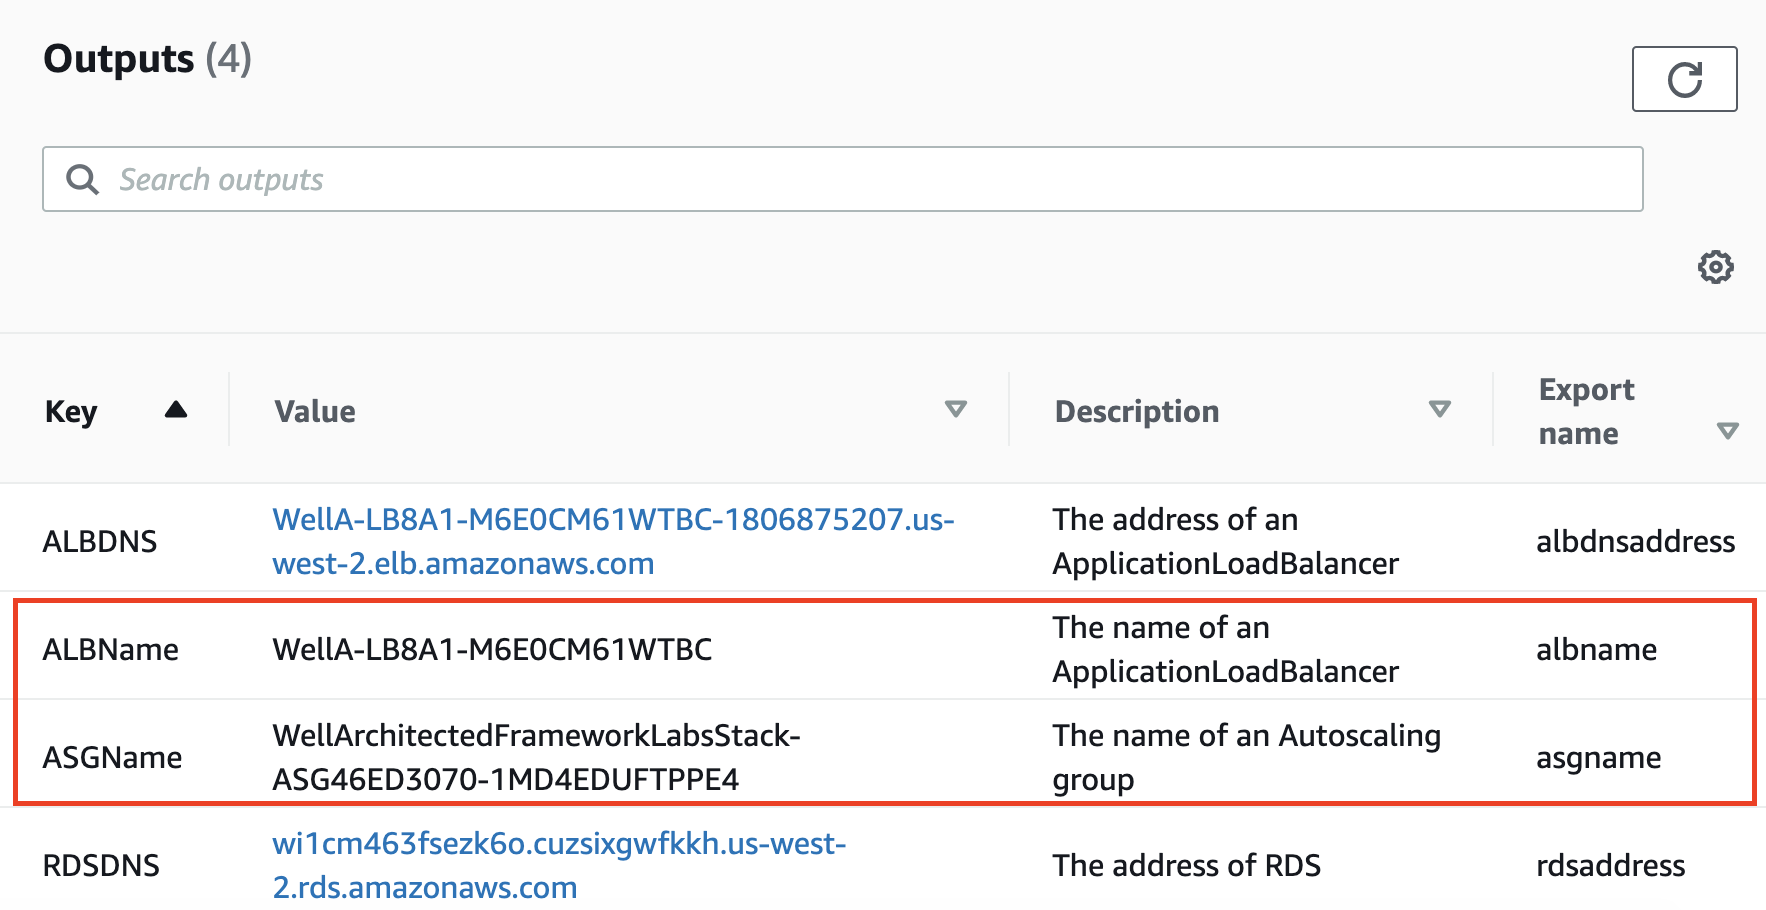 Outputs (4)
Search outputs
Key
Value
Description
Export
name
ALBDNS
WellA-LB8A1-M6E0CM61WTBC-1806875207.us-
west-2.elb.amazonaws.com
The address of an
ApplicationLoadBalancer
albdnsaddress
ALBName
WellA-LB8A1-M6E0CM61WTBC
The name of an
ApplicationLoadBalancer
albname
ASGName
WellArchitectedFrameworkLabsStack-
ASG46ED3070-1MD4EDUFTPPE4
The name of an Autoscaling
group
asgname
RDSDNS
wi1cm463fsezk6o.cuzsixgwfkkh.us-west-
2.rds.amazonaws.com
The address of RDS
rdsaddress